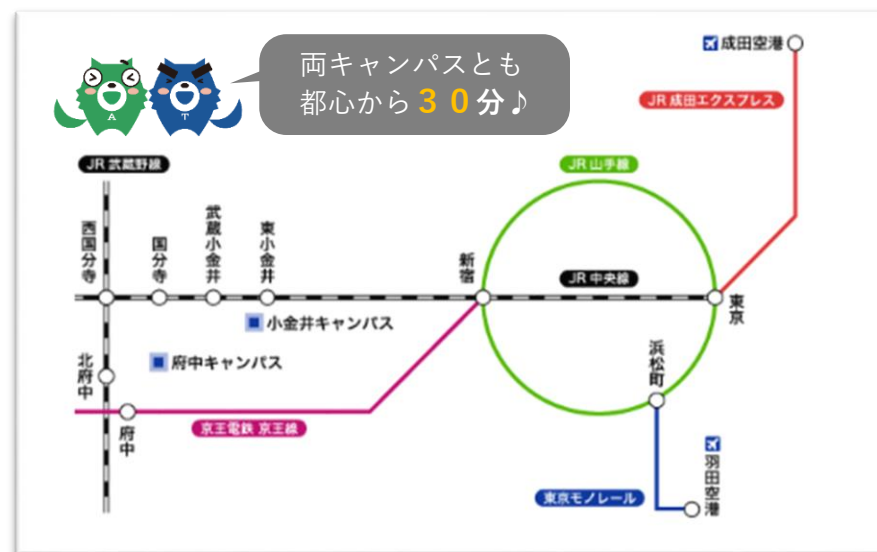 両キャンパスとも
都心から30分♪
成田空港
JR 成田エクスプレス
JR 武蔵野線
JR 山手線
西国分寺
国分寺
武蔵小金井
東小金井
新宿
JR 中央線
東京
小金井キャンパス
府中キャンパス
北府中
浜松町
府中
京王電鉄 京王線
羽田空港
東京モノレール
A
T